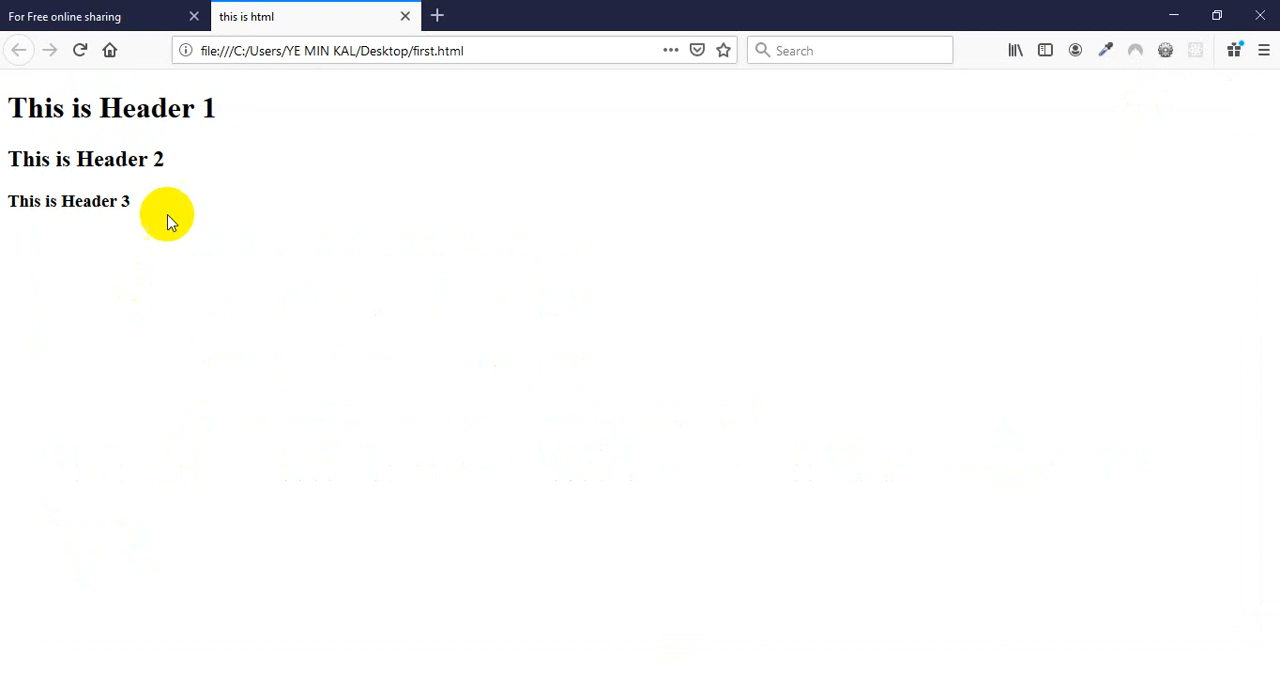 For Free online sharing
this is html
file:///C:/Users/YE MIN KAL/Desktop/first.html
Search
This is Header 1
This is Header 2
This is Header 3